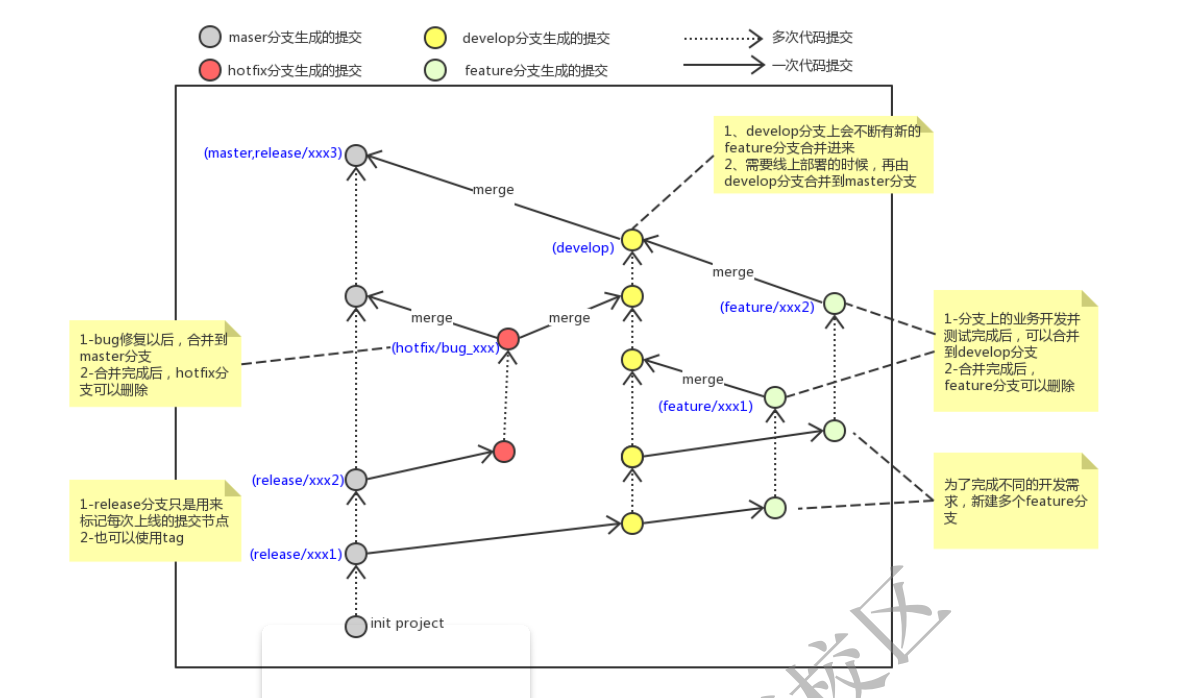 maser分支生成的提交
develop分支生成的提交
多次代码提交
hotfix分支生成的提交
feature分支生成的提交
一次代码提交
1、develop分支上会不断有新的
feature分支合并进来
2、需要线上部署的时候，再由
develop分支合并到master分支
(master,release/xxx3)
merge
(develop)
merge
(feature/xxx2)
merge
merge
1-分支上的业务开发并
测试完成后，可以合并
到develop分支
2-合并完成后，
feature分支可以删除
1-bug修复以后，合并到
master分支
2-合并完成后，hotfix分
支可以删除
(hotfix/bug_xxx)
merge
(feature/xxx1)
(release/xxx2)
为了完成不同的开发需
求，新建多个feature分
支
1-release分支只是用来
标记每次上线的提交节点
2-也可以使用tag
(release/xxx1)
init project
校区